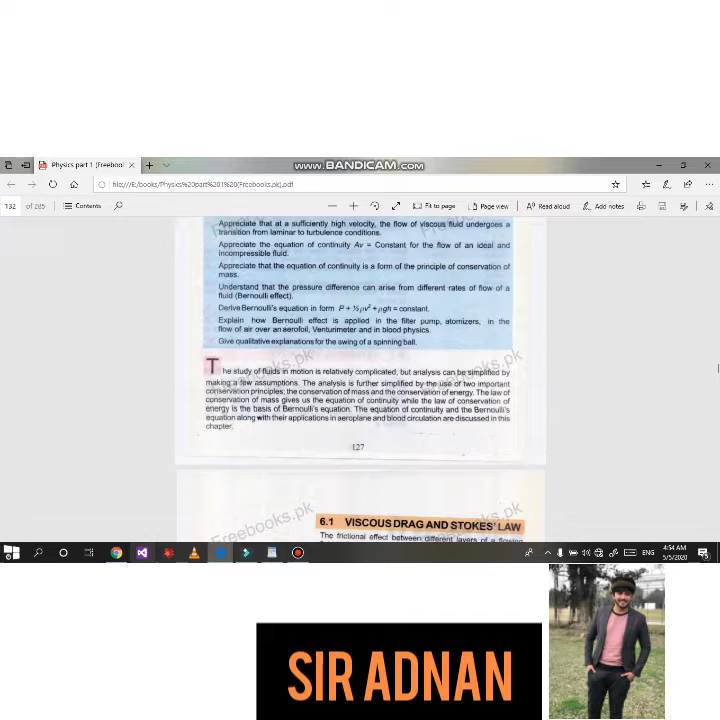 WWW.BANDICAM.COM
Physics part 1 (Freebool
file:///E:/books/Physics%20part%201%20(Freebooks.pk).pdf
132 of 285 Contents Fit to page Page view Read aloud Add notes
Appreciate that at a sufficiently high velocity, the flow of viscous fluid undergoes a
transition from laminar to turbulence conditions.
Appreciate the equation of continuity Av = Constant for the flow of an ideal and
incompressible fluid.
Appreciate that the equation of continuity is a form of the principle of conservation of
mass.
Understand that the pressure difference can arise from different rates of flow of a
fluid (Bernoulli effect).
Derive Bernoulli's equation in form P + ½ρv² + ρgh = constant.
Explain how Bernoulli effect is applied in the filter pump, atomizers, in the
flow of air over an aerofoil, Venturimeter and in blood physics.
Give qualitative explanations for the swing of a spinning ball.
The study of fluids in motion is relatively complicated, but analysis can be simplified by
making a few assumptions. The analysis is further simplified by the use of two important
conservation principles; the conservation of mass and the conservation of energy. The law of
conservation of mass gives us the equation of continuity while the law of conservation of
energy is the basis of Bernoulli's equation. The equation of continuity and the Bernoulli's
equation along with their applications in aeroplane and blood circulation are discussed in this
chapter.
127
Freebooks.pk
6.1 VISCOUS DRAG AND STOKES' LAW
The frictional effect between different layers of a flowing
ENG
4:54 AM
5/5/2020
SIR ADNAN